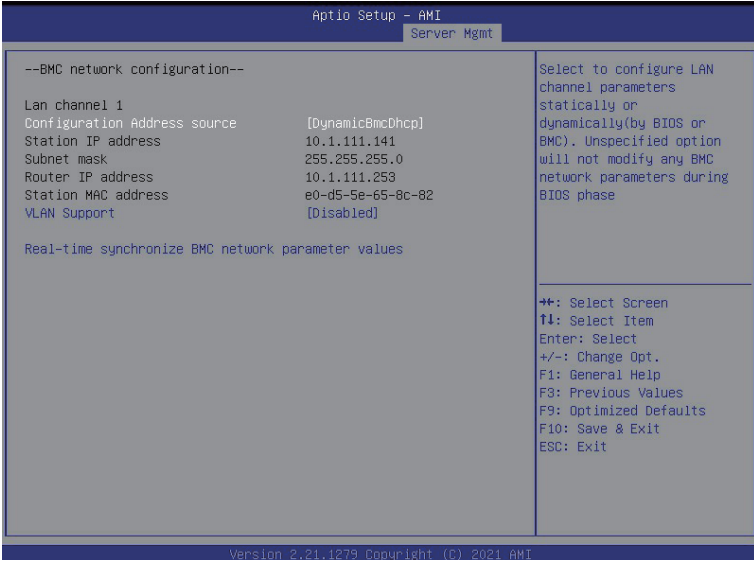 Aptio Setup – AMI
Server Mgmt
--BMC network configuration--
Lan channel 1
Configuration Address source [DynamicBmcDhcp]
Station IP address 10.1.111.141
Subnet mask 255.255.255.0
Router IP address 10.1.111.253
Station MAC address e0-d5-5e-65-8c-82
VLAN Support [Disabled]
Real-time synchronize BMC network parameter values
Select to configure LAN
channel parameters
statically or
dynamically(by BIOS or
BMC). Unspecified option
will not modify any BMC
network parameters during
BIOS phase
→←: Select Screen
↑↓: Select Item
Enter: Select
+/-: Change Opt.
F1: General Help
F3: Previous Values
F9: Optimized Defaults
F10: Save & Exit
ESC: Exit
Version 2.21.1279 Copyright (C) 2021 AMI